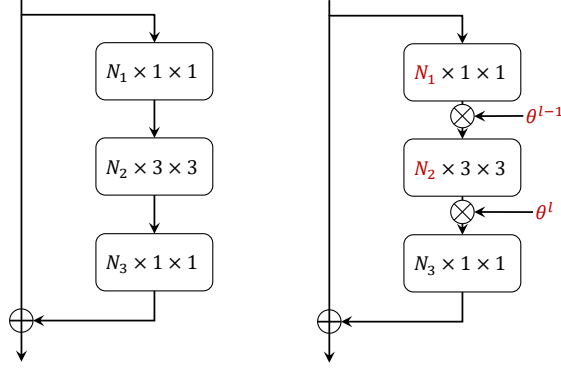 N₁ × 1 × 1
N₂ × 3 × 3
N₃ × 1 × 1
N₁ × 1 × 1
θˡ⁻¹
N₂ × 3 × 3
θˡ
N₃ × 1 × 1